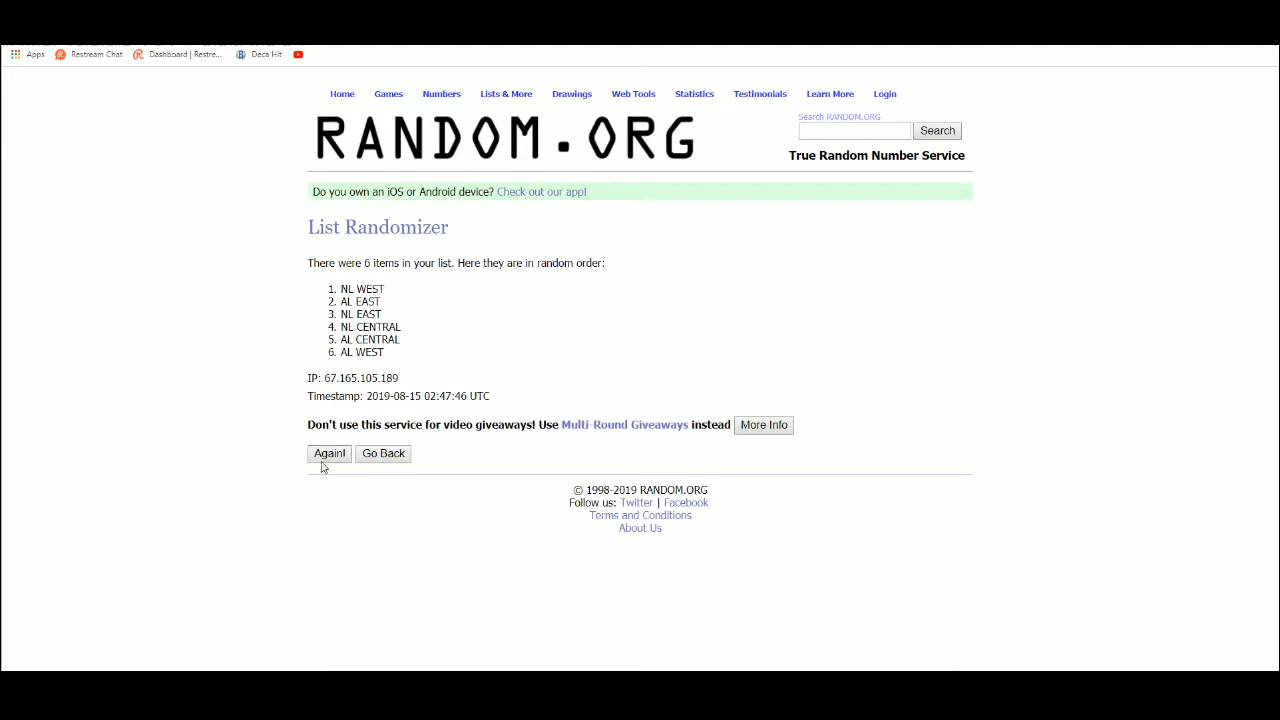 Apps Restream Chat Dashboard | Restre... Deca Hit
Home Games Numbers Lists & More Drawings Web Tools Statistics Testimonials Learn More Login
RANDOM.ORG
Search RANDOM.ORG
Search
True Random Number Service
Do you own an iOS or Android device? Check out our app!
List Randomizer
There were 6 items in your list. Here they are in random order:
1. NL WEST
2. AL EAST
3. NL EAST
4. NL CENTRAL
5. AL CENTRAL
6. AL WEST
IP: 67.165.105.189
Timestamp: 2019-08-15 02:47:46 UTC
Don't use this service for video giveaways! Use Multi-Round Giveaways instead More Info
Again! Go Back
© 1998-2019 RANDOM.ORG
Follow us: Twitter | Facebook
Terms and Conditions
About Us